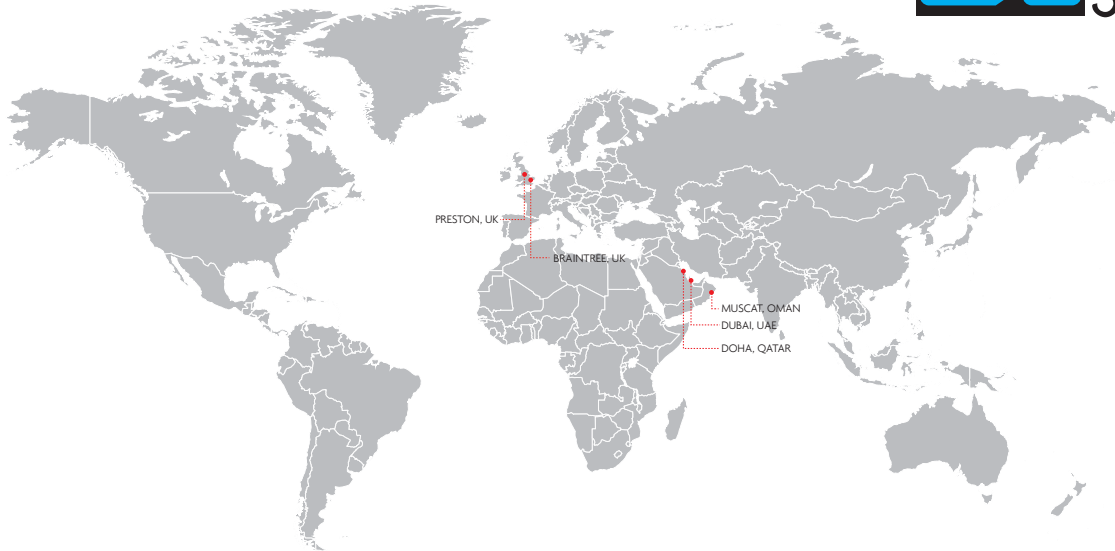 PRESTON, UK
BRAINTREE, UK
MUSCAT, OMAN
DUBAI, UAE
DOHA, QATAR